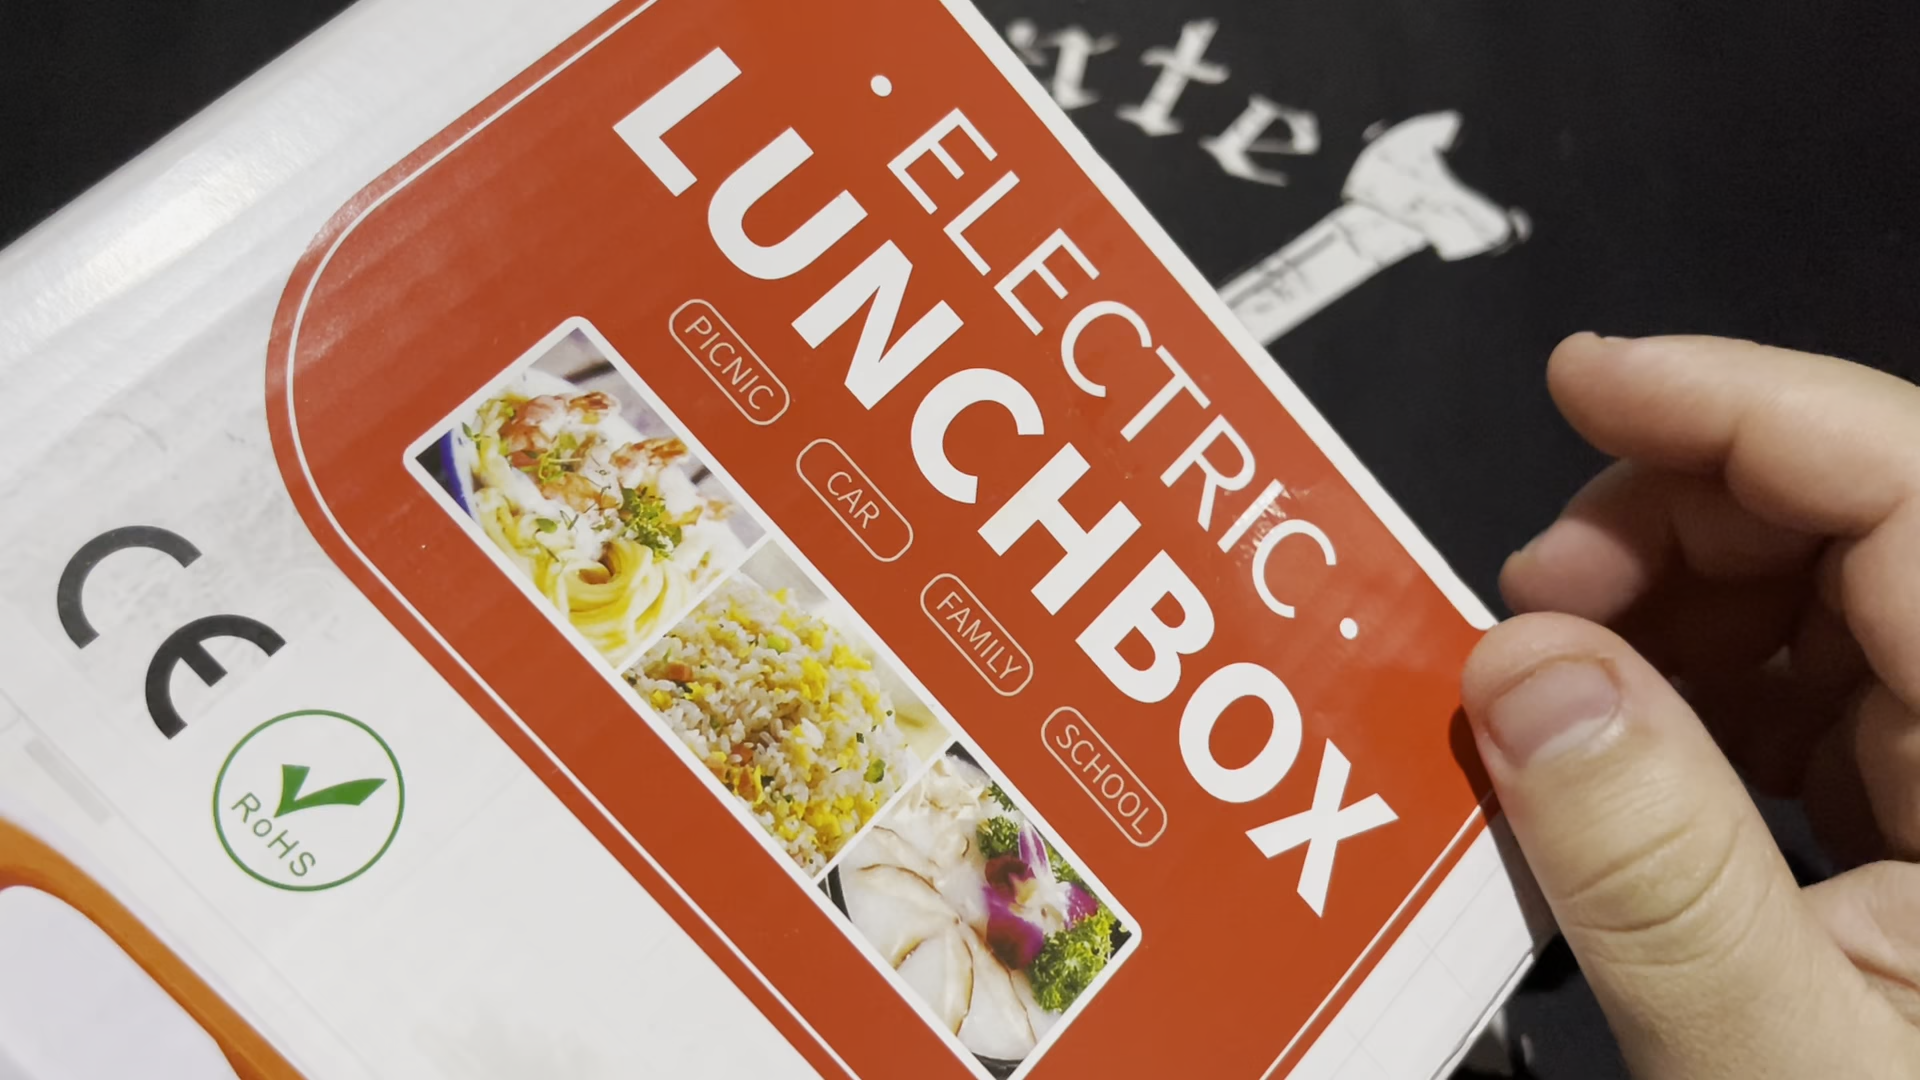 • ELECTRIC •
LUNCHBOX
PICNIC
CAR
FAMILY
SCHOOL
CE
RoHS